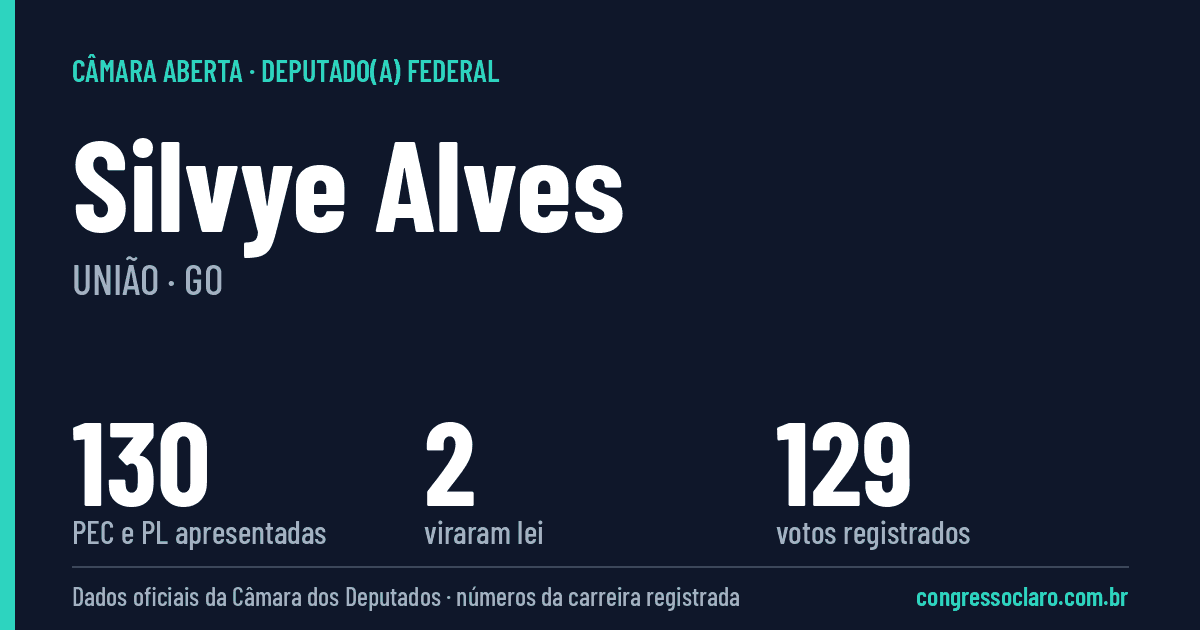 CÂMARA ABERTA · DEPUTADO(A) FEDERAL
Silvye Alves
UNIÃO · GO
130
PEC e PL apresentadas
2
viraram lei
129
votos registrados
Dados oficiais da Câmara dos Deputados · números da carreira registrada
congressoclaro.com.br